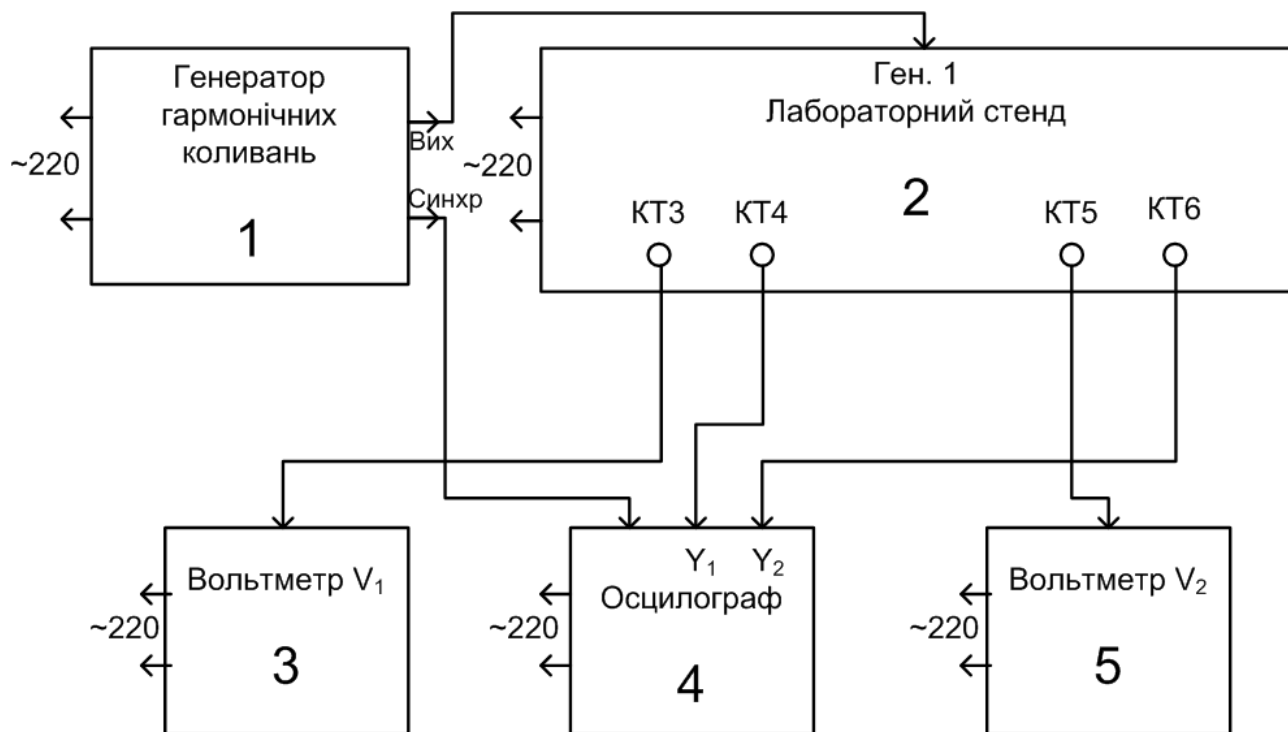 Генератор
гармонічних
коливань
1
~220
Вих
Синхр
Ген. 1
Лабораторний стенд
2
~220
КТ3
КТ4
КТ5
КТ6
Вольтметр V₁
~220
3
Y₁
Y₂
Осцилограф
~220
4
Вольтметр V₂
~220
5